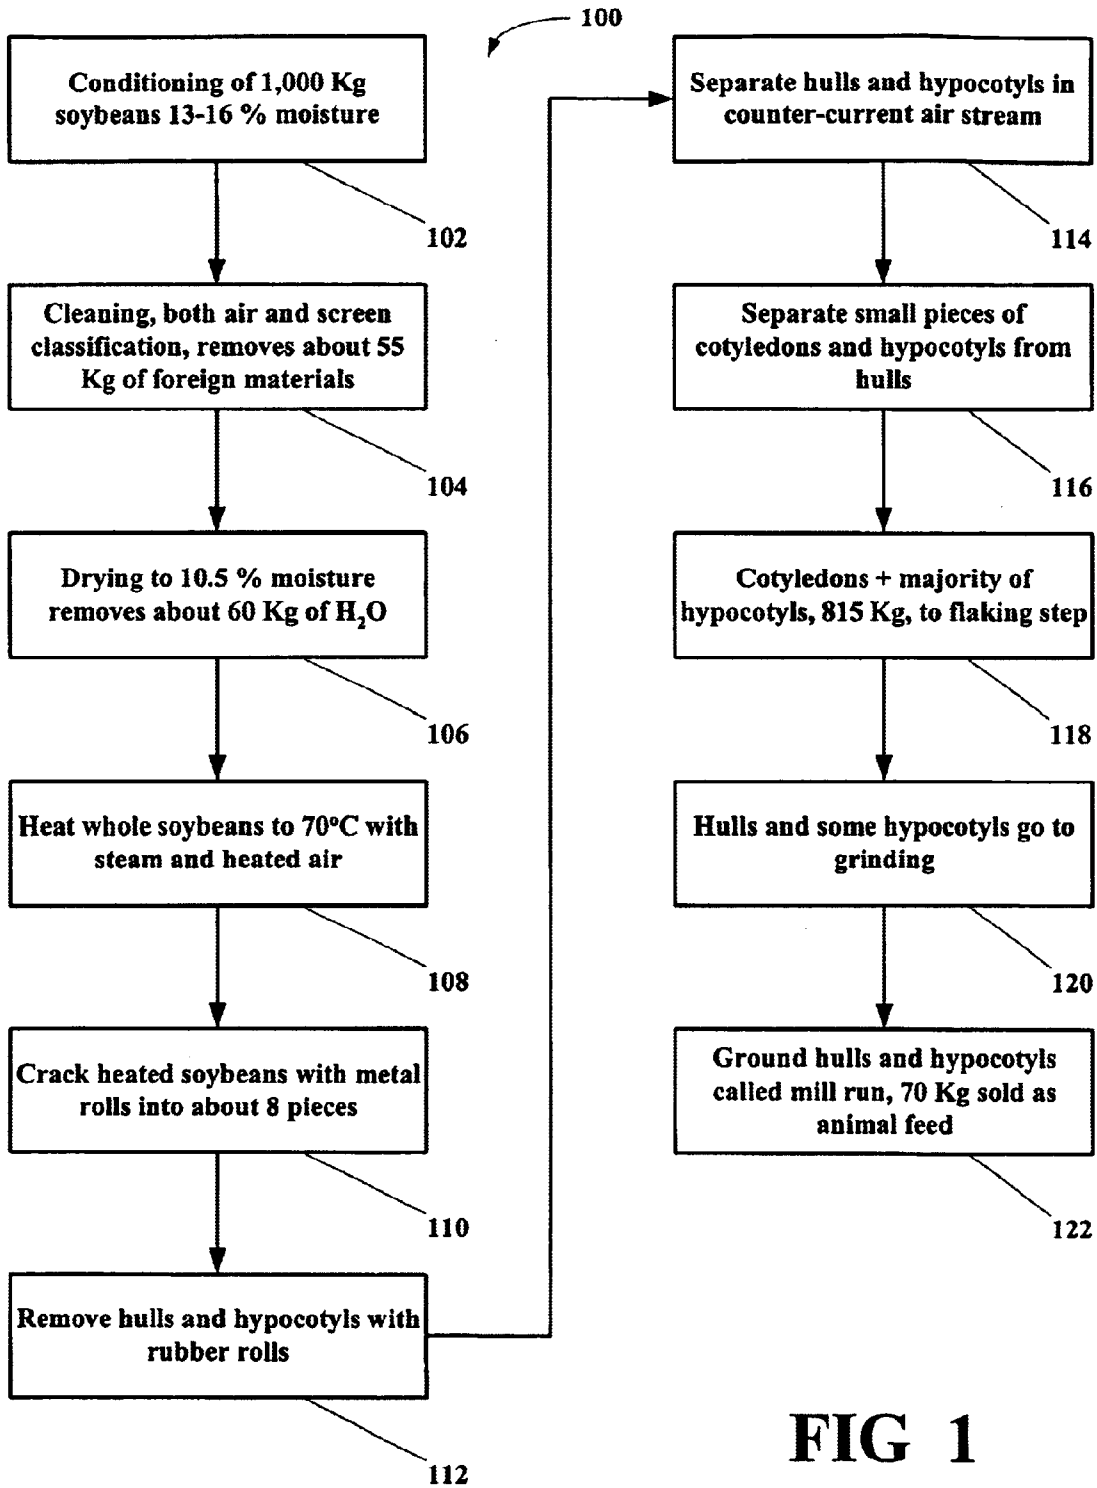 100
Conditioning of 1,000 Kg
soybeans 13-16 % moisture
102
Cleaning, both air and screen
classification, removes about 55
Kg of foreign materials
104
Drying to 10.5 % moisture
removes about 60 Kg of H₂O
106
Heat whole soybeans to 70°C with
steam and heated air
108
Crack heated soybeans with metal
rolls into about 8 pieces
110
Remove hulls and hypocotyls with
rubber rolls
112
Separate hulls and hypocotyls in
counter-current air stream
114
Separate small pieces of
cotyledons and hypocotyls from
hulls
116
Cotyledons + majority of
hypocotyls, 815 Kg, to flaking step
118
Hulls and some hypocotyls go to
grinding
120
Ground hulls and hypocotyls
called mill run, 70 Kg sold as
animal feed
122
FIG 1